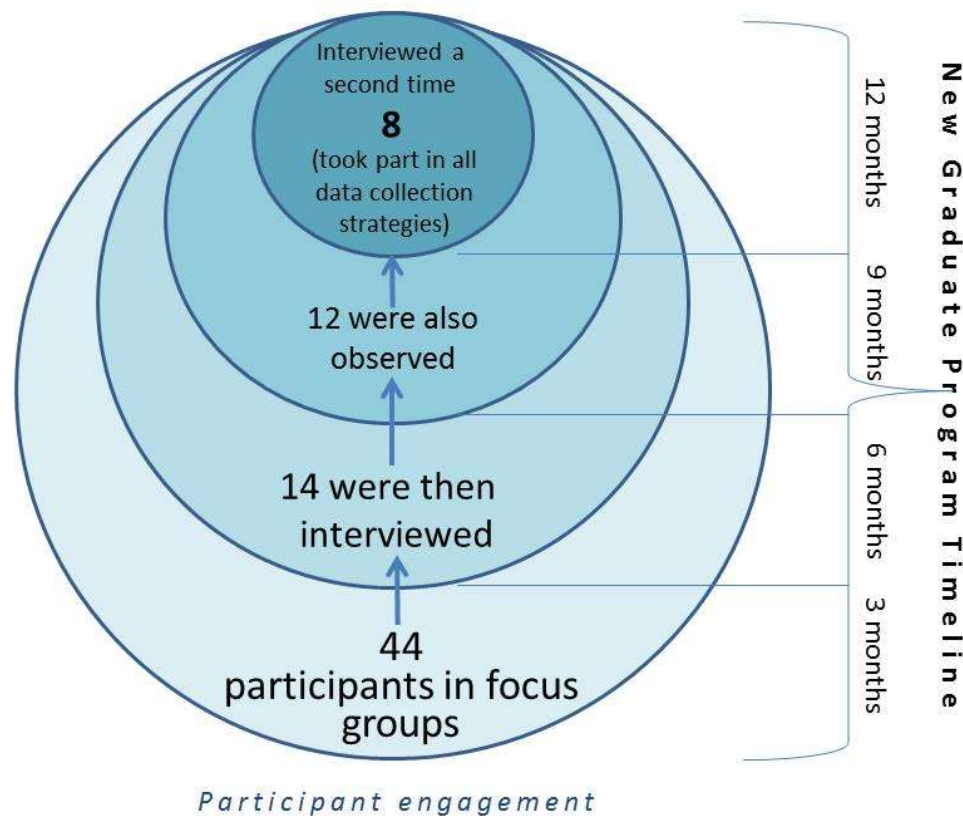 Interviewed a
second time
8
(took part in all
data collection
strategies)
12 were also
observed
14 were then
interviewed
44
participants in focus
groups
12 months
9 months
6 months
3 months
New Graduate Program Timeline
Participant engagement